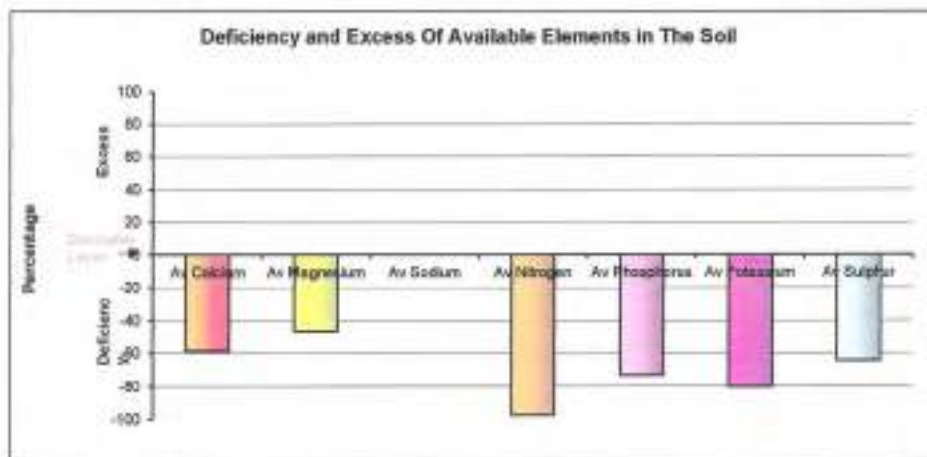 Deficiency and Excess Of Available Elements in The Soil
Percentage
Excess
Deficienc
y
100
80
60
40
20
0
-20
-40
-60
-80
-100
Av Calcium
Av Magnesium
Av Sodium
Av Nitrogen
Av Phosphorus
Av Potassium
Av Sulphur